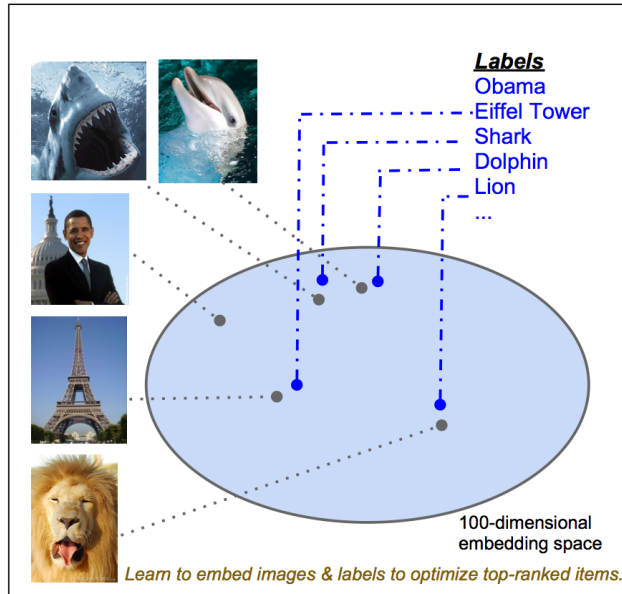 Labels
Obama
Eiffel Tower
Shark
Dolphin
Lion
...
100-dimensional
embedding space
Learn to embed images & labels to optimize top-ranked items.